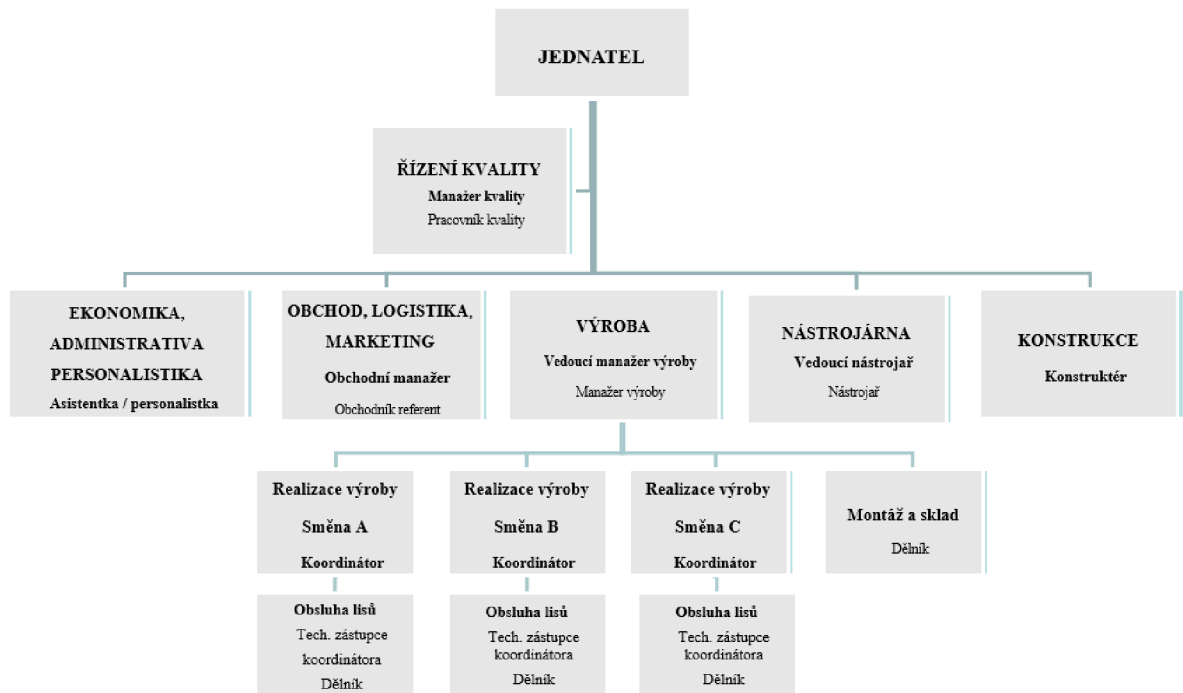 JEDNATEL
ŘÍZENÍ KVALITY
Manažer kvality
Pracovník kvality
EKONOMIKA,
ADMINISTRATIVA
PERSONALISTIKA
Asistentka / personalistka
OBCHOD, LOGISTIKA,
MARKETING
Obchodní manažer
Obchodník referent
VÝROBA
Vedoucí manažer výroby
Manažer výroby
NÁSTROJÁRNA
Vedoucí nástrojař
Nástrojař
KONSTRUKCE
Konstruktér
Realizace výroby
Směna A
Koordinátor
Realizace výroby
Směna B
Koordinátor
Realizace výroby
Směna C
Koordinátor
Montáž a sklad
Dělník
Obsluha lisů
Tech. zástupce
koordinátora
Dělník
Obsluha lisů
Tech. zástupce
koordinátora
Dělník
Obsluha lisů
Tech. zástupce
koordinátora
Dělník